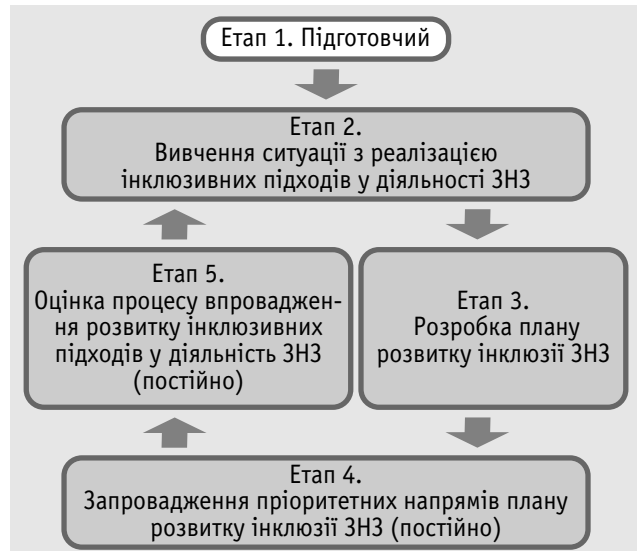 Етап 1. Підготовчий
Етап 2.
Вивчення ситуації з реалізацією
інклюзивних підходів у діяльності ЗНЗ
Етап 5.
Оцінка процесу впроваджен-
ня розвитку інклюзивних
підходів у діяльність ЗНЗ
(постійно)
Етап 3.
Розробка плану
розвитку інклюзії ЗНЗ
Етап 4.
Запровадження пріоритетних напрямів плану
розвитку інклюзії ЗНЗ (постійно)